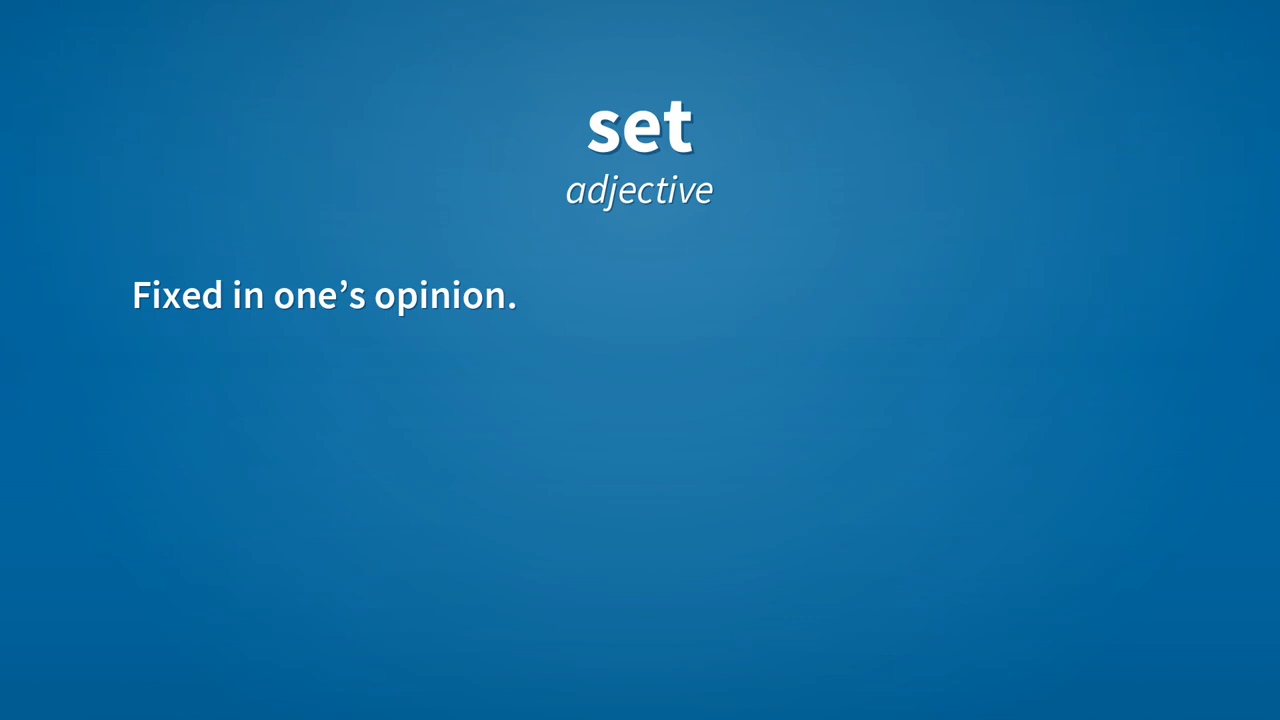 set
adjective
Fixed in one’s opinion.